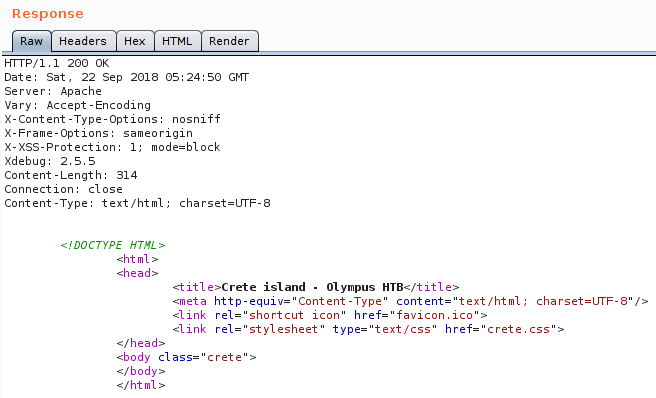 Response
Raw Headers Hex HTML Render
HTTP/1.1 200 OK
Date: Sat, 22 Sep 2018 05:24:50 GMT
Server: Apache
Vary: Accept-Encoding
X-Content-Type-Options: nosniff
X-Frame-Options: sameorigin
X-XSS-Protection: 1; mode=block
Xdebug: 2.5.5
Content-Length: 314
Connection: close
Content-Type: text/html; charset=UTF-8
<!DOCTYPE HTML>
<html>
<head>
<title>Crete island - Olympus HTB</title>
<meta http-equiv="Content-Type" content="text/html; charset=UTF-8"/>
<link rel="shortcut icon" href="favicon.ico">
<link rel="stylesheet" type="text/css" href="crete.css">
</head>
<body class="crete">
</body>
</html>